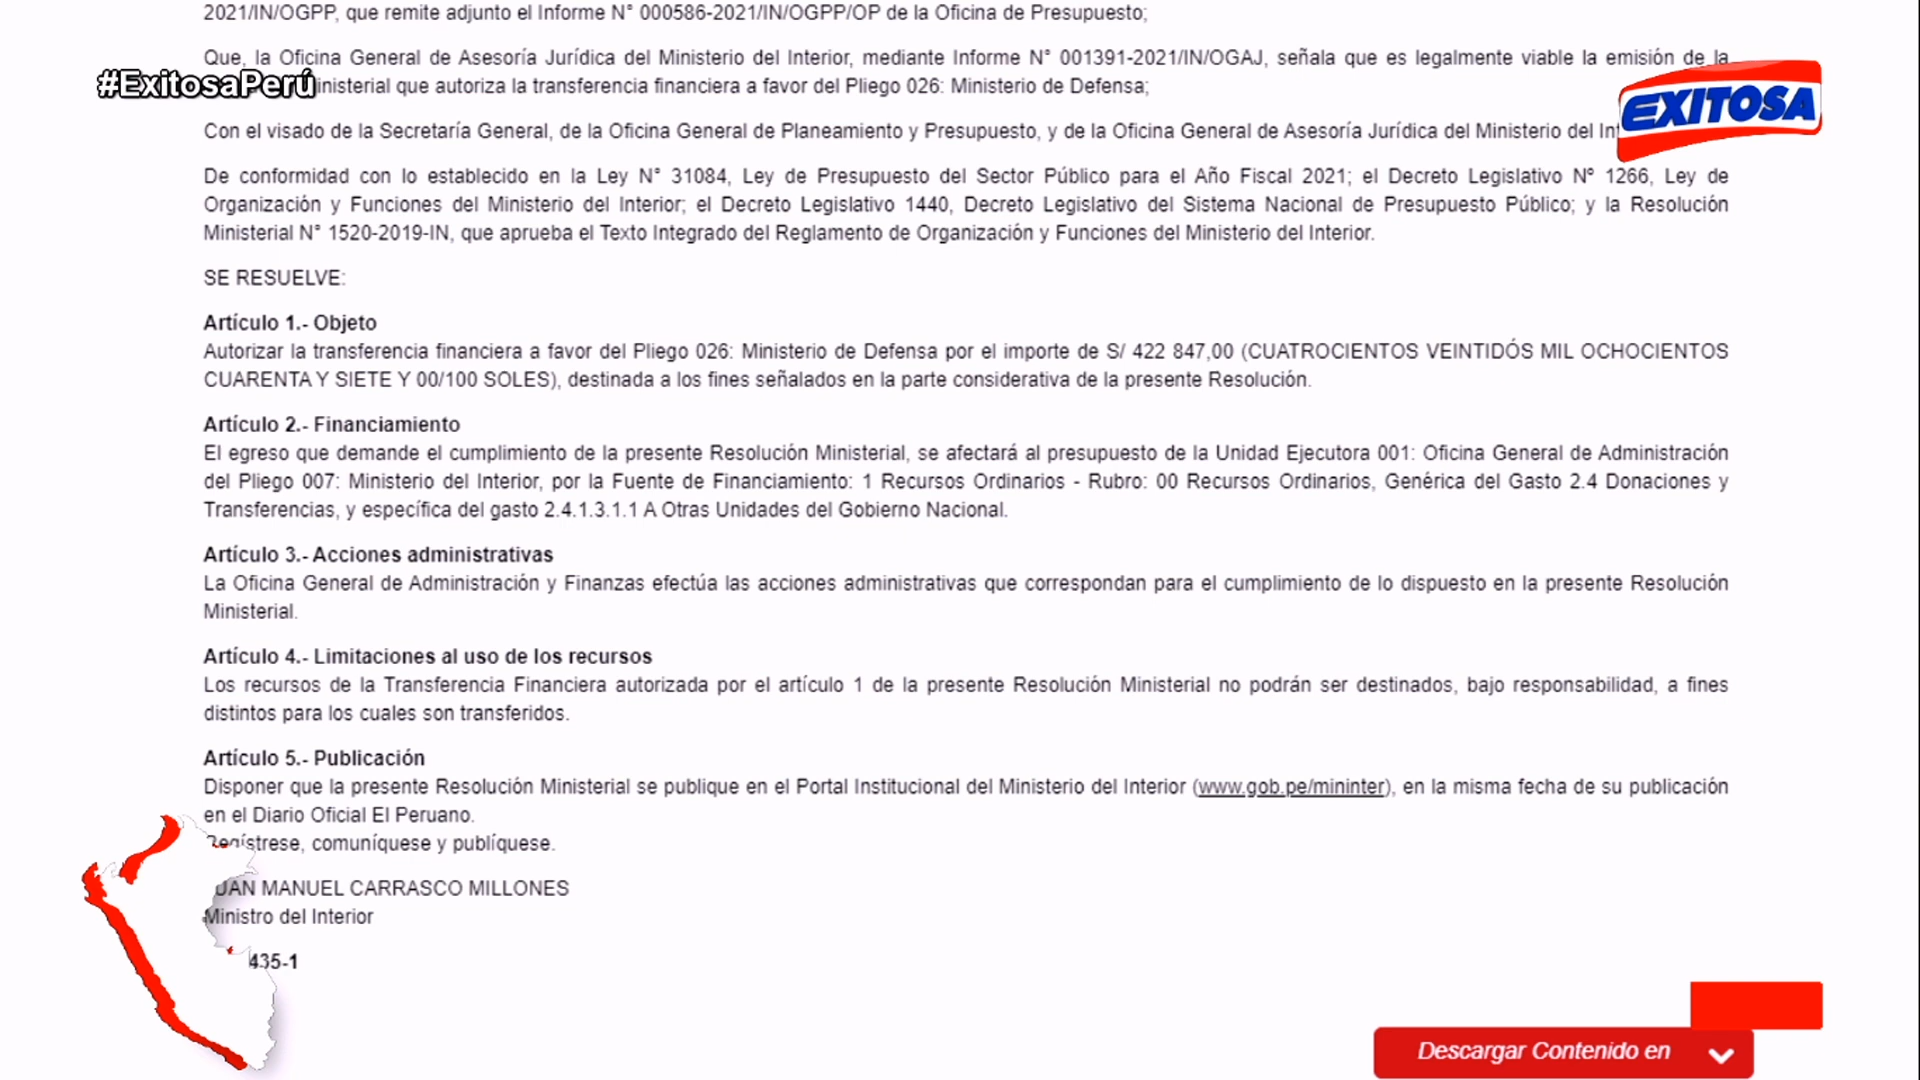 2021/IN/OGPP, que remite adjunto el Informe N° 000586-2021/IN/OGPP/OP de la Oficina de Presupuesto;
Que, la Oficina General de Asesoría Jurídica del Ministerio del Interior, mediante Informe N° 001391-2021/IN/OGAJ, señala que es legalmente viable la emisión de la
#ExitosaPerú
inisterial que autoriza la transferencia financiera a favor del Pliego 026: Ministerio de Defensa;
EXITOSA
Con el visado de la Secretaría General, de la Oficina General de Planeamiento y Presupuesto, y de la Oficina General de Asesoría Jurídica del Ministerio del Int
De conformidad con lo establecido en la Ley N° 31084, Ley de Presupuesto del Sector Público para el Año Fiscal 2021; el Decreto Legislativo Nº 1266, Ley de
Organización y Funciones del Ministerio del Interior; el Decreto Legislativo 1440, Decreto Legislativo del Sistema Nacional de Presupuesto Público; y la Resolución
Ministerial N° 1520-2019-IN, que aprueba el Texto Integrado del Reglamento de Organización y Funciones del Ministerio del Interior.
SE RESUELVE:
Artículo 1.- Objeto
Autorizar la transferencia financiera a favor del Pliego 026: Ministerio de Defensa por el importe de S/ 422 847,00 (CUATROCIENTOS VEINTIDÓS MIL OCHOCIENTOS
CUARENTA Y SIETE Y 00/100 SOLES), destinada a los fines señalados en la parte considerativa de la presente Resolución.
Artículo 2.- Financiamiento
El egreso que demande el cumplimiento de la presente Resolución Ministerial, se afectará al presupuesto de la Unidad Ejecutora 001: Oficina General de Administración
del Pliego 007: Ministerio del Interior, por la Fuente de Financiamiento: 1 Recursos Ordinarios - Rubro: 00 Recursos Ordinarios, Genérica del Gasto 2.4 Donaciones y
Transferencias, y específica del gasto 2.4.1.3.1.1 A Otras Unidades del Gobierno Nacional.
Artículo 3.- Acciones administrativas
La Oficina General de Administración y Finanzas efectúa las acciones administrativas que correspondan para el cumplimiento de lo dispuesto en la presente Resolución
Ministerial.
Artículo 4.- Limitaciones al uso de los recursos
Los recursos de la Transferencia Financiera autorizada por el artículo 1 de la presente Resolución Ministerial no podrán ser destinados, bajo responsabilidad, a fines
distintos para los cuales son transferidos.
Artículo 5.- Publicación
Disponer que la presente Resolución Ministerial se publique en el Portal Institucional del Ministerio del Interior (www.gob.pe/mininter), en la misma fecha de su publicación
en el Diario Oficial El Peruano.
Regístrese, comuníquese y publíquese.
JUAN MANUEL CARRASCO MILLONES
Ministro del Interior
435-1
Descargar Contenido en